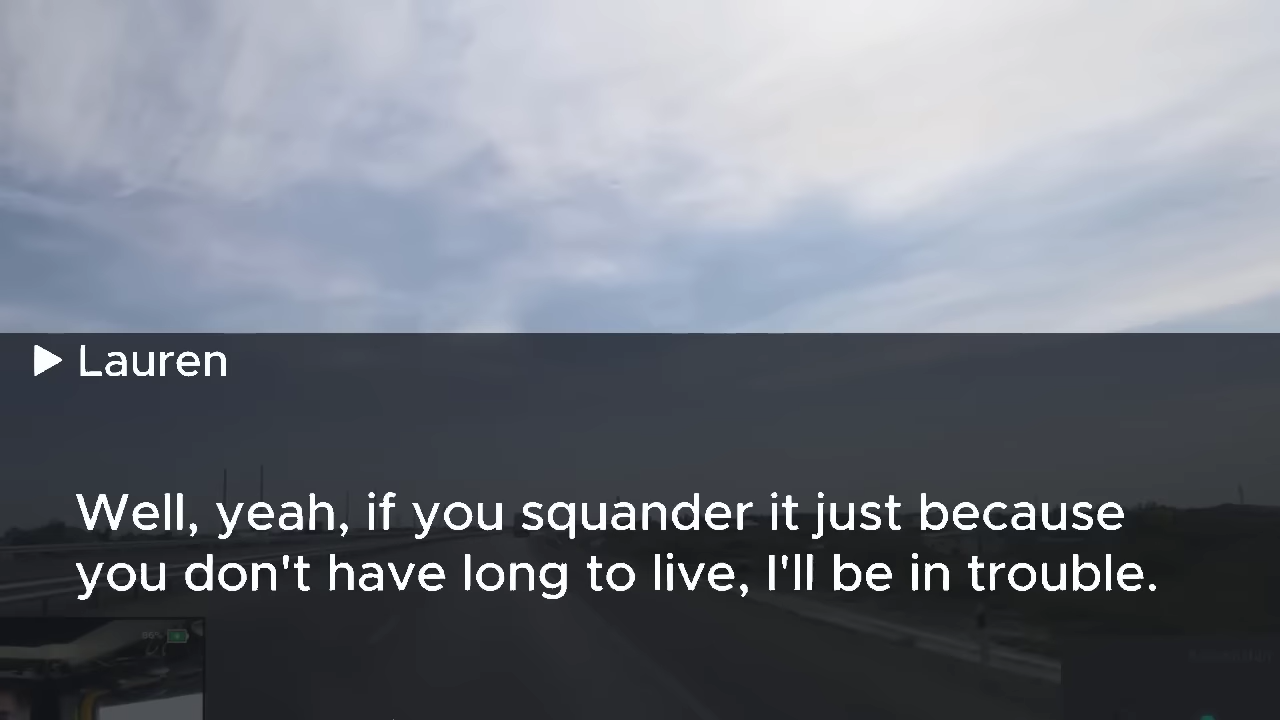 ▶ Lauren
Well, yeah, if you squander it just because
you don't have long to live, I'll be in trouble.
86%